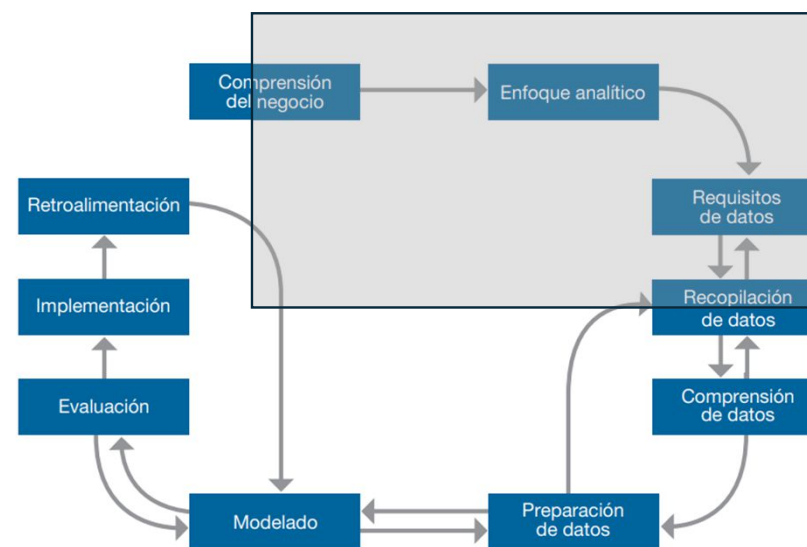 Comprensión
del negocio
Enfoque analítico
Requisitos
de datos
Retroalimentación
Implementación
Recopilación
de datos
Evaluación
Comprensión
de datos
Modelado
Preparación
de datos